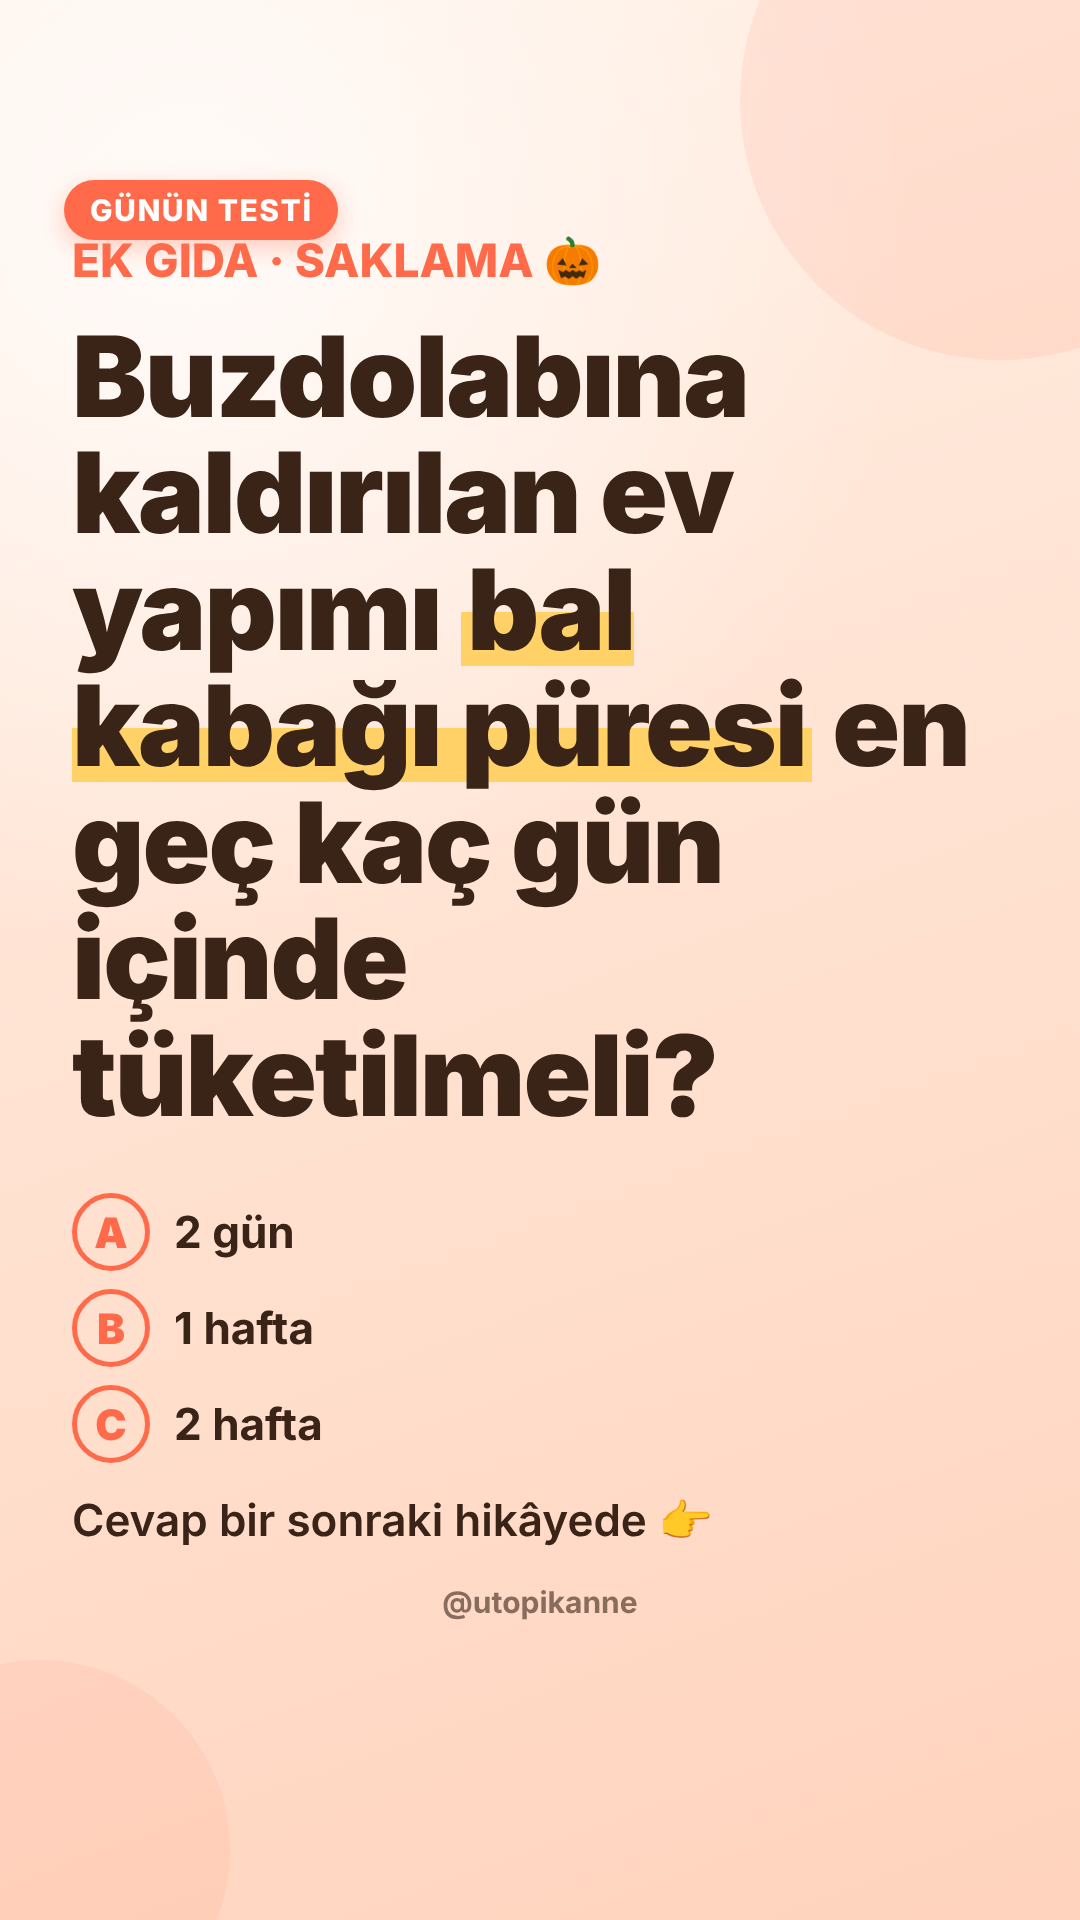 GÜNÜN TESTİ
EK GIDA · SAKLAMA 🎃
Buzdolabına
kaldırılan ev
yapımı bal
kabağı püresi en
geç kaç gün
içinde
tüketilmeli?
A 2 gün
B 1 hafta
C 2 hafta
Cevap bir sonraki hikâyede 👉
@utopikanne